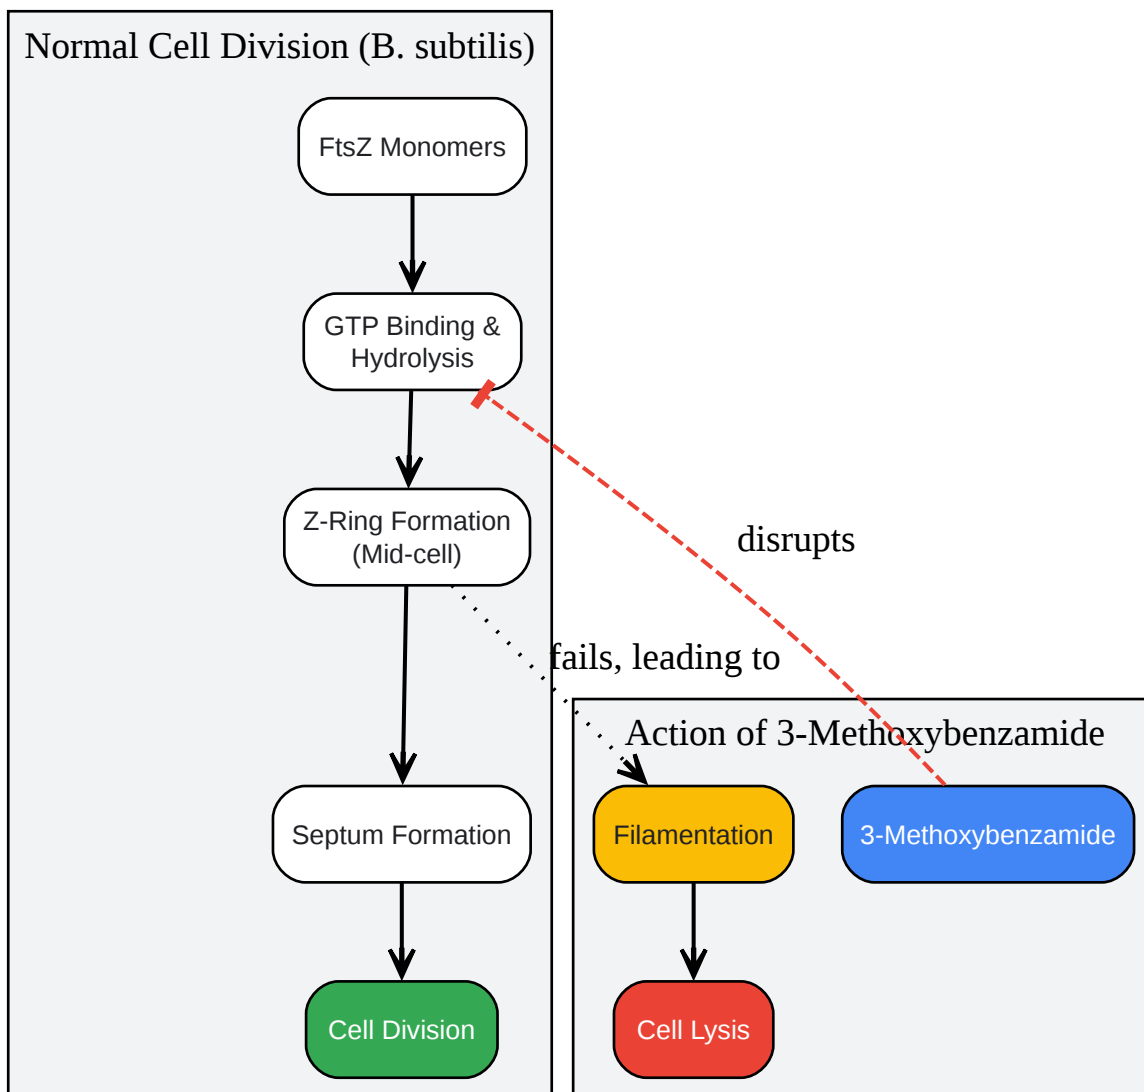 Normal Cell Division (B. subtilis)
FtsZ Monomers
GTP Binding &
Hydrolysis
Z-Ring Formation
(Mid-cell)
disrupts
fails, leading to
Action of 3-Methoxybenzamide
Septum Formation
Filamentation
3-Methoxybenzamide
Cell Division
Cell Lysis